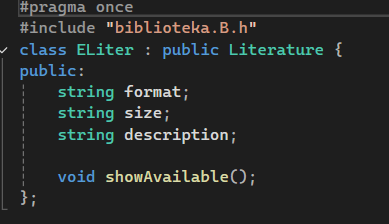 #pragma once
#include "biblioteka.B.h"
class ELiter : public Literature {
public:
    string format;
    string size;
    string description;
    void showAvailable();
};